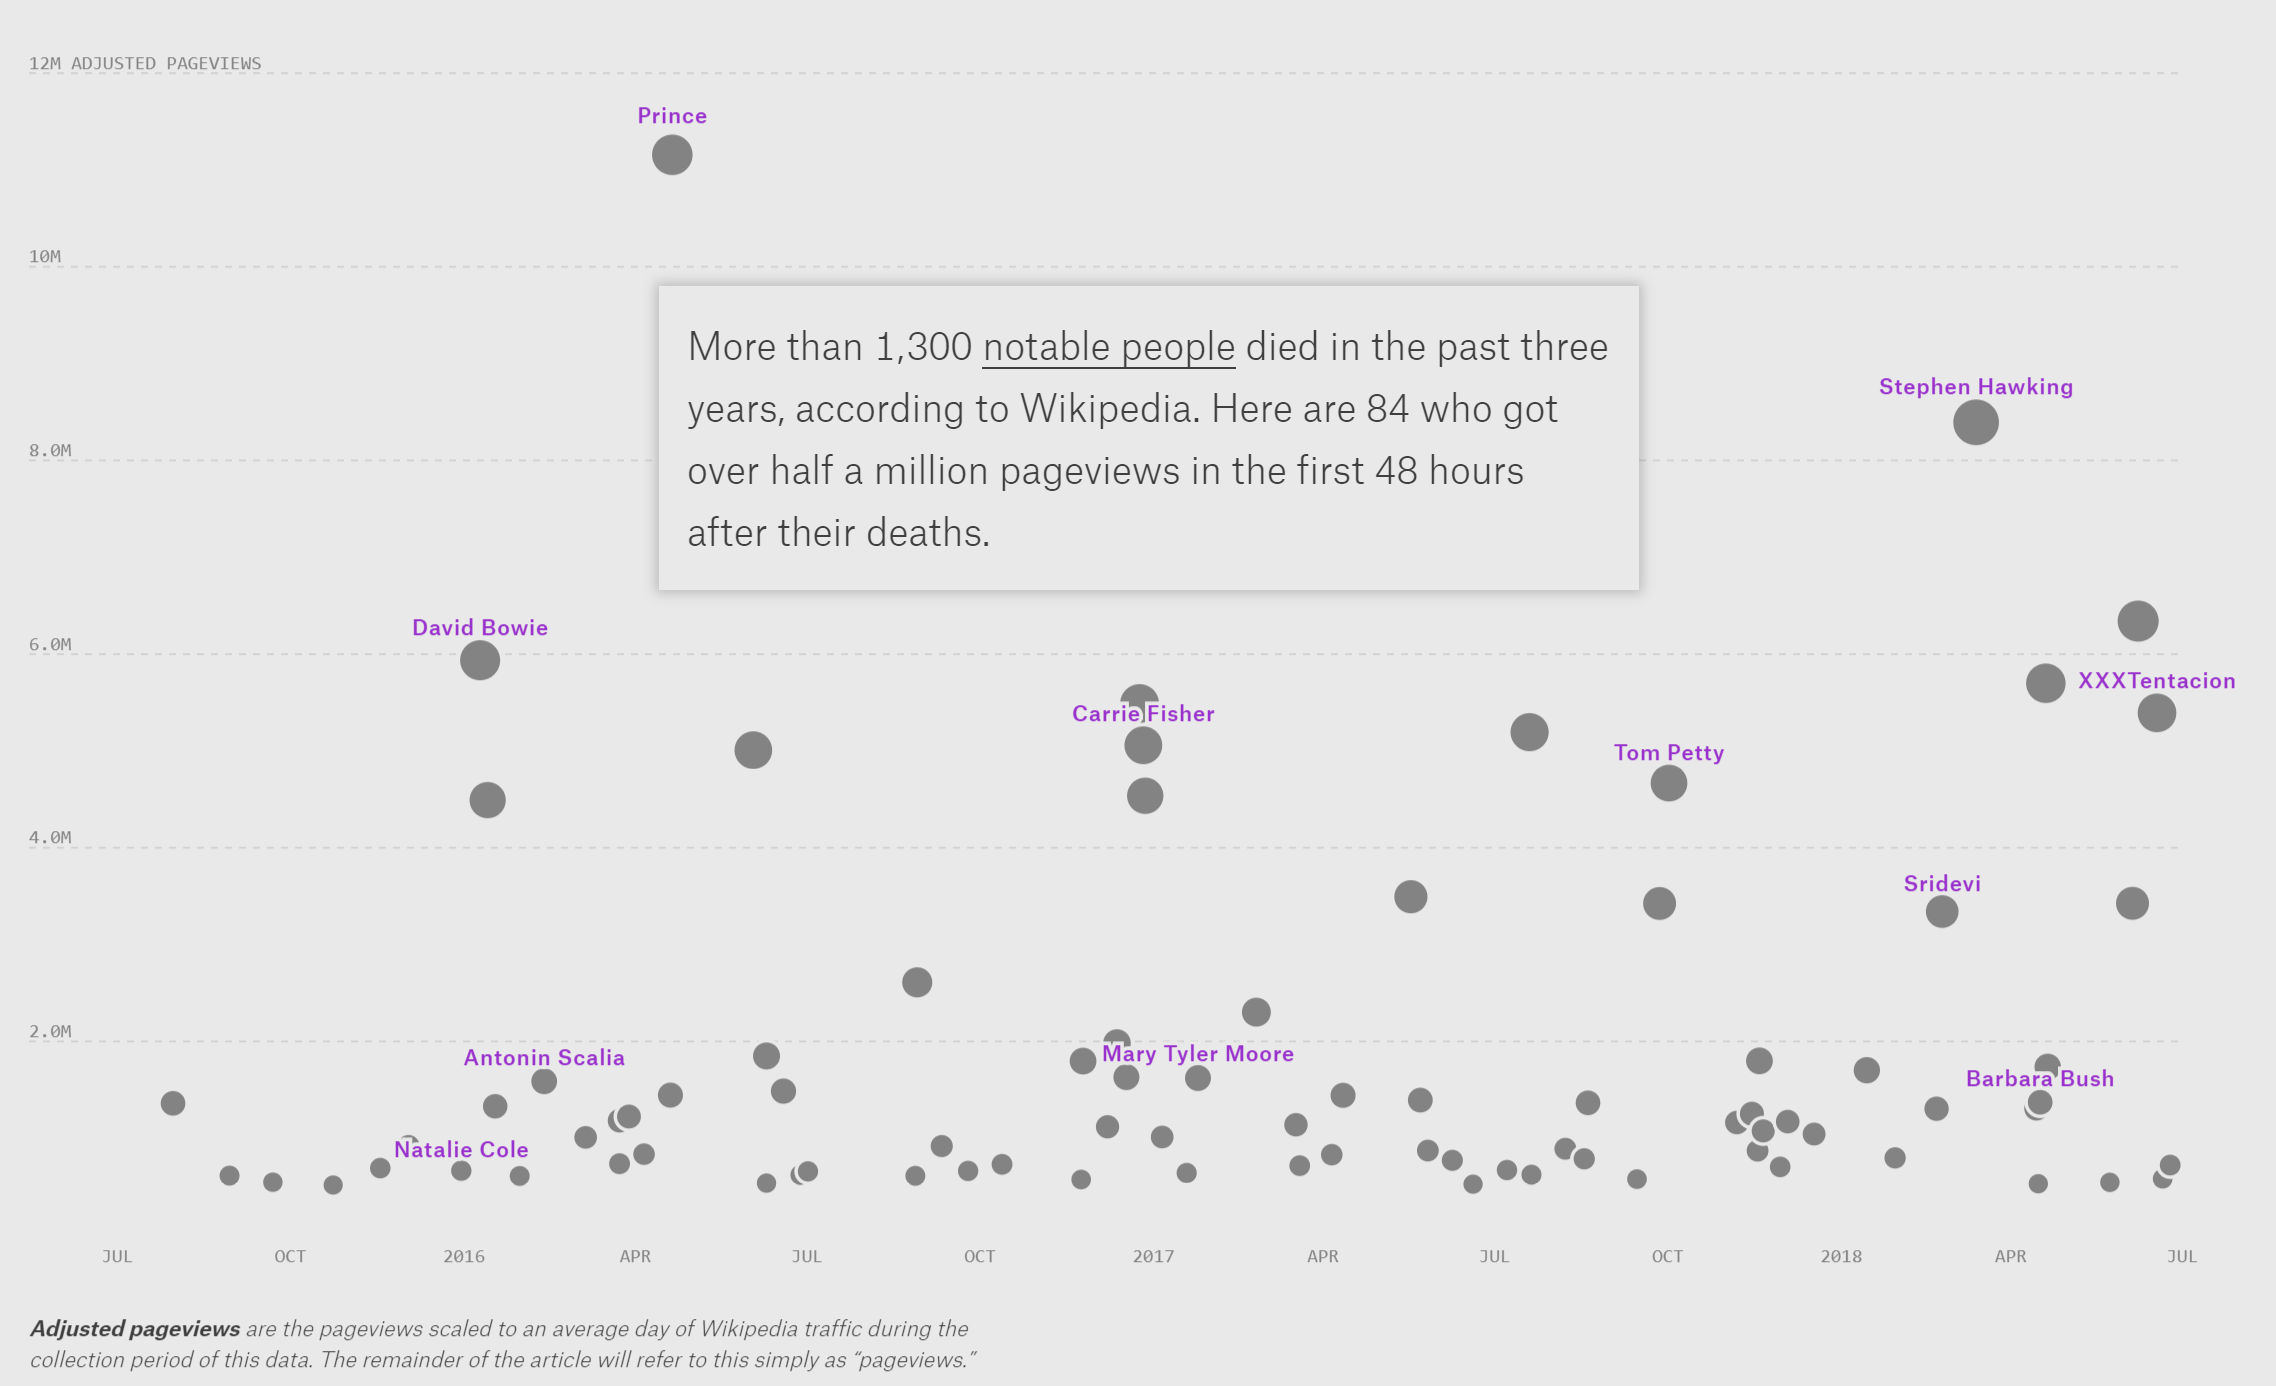 12M ADJUSTED PAGEVIEWS
Prince
10M
More than 1,300 notable people died in the past three
years, according to Wikipedia. Here are 84 who got
over half a million pageviews in the first 48 hours
after their deaths.
Stephen Hawking
8.0M
David Bowie
6.0M
XXXTentacion
Carrie Fisher
Tom Petty
4.0M
Sridevi
2.0M
Antonin Scalia
Mary Tyler Moore
Barbara Bush
Natalie Cole
JUL OCT 2016 APR JUL OCT 2017 APR JUL OCT 2018 APR JUL
Adjusted pageviews are the pageviews scaled to an average day of Wikipedia traffic during the
collection period of this data. The remainder of the article will refer to this simply as “pageviews.”